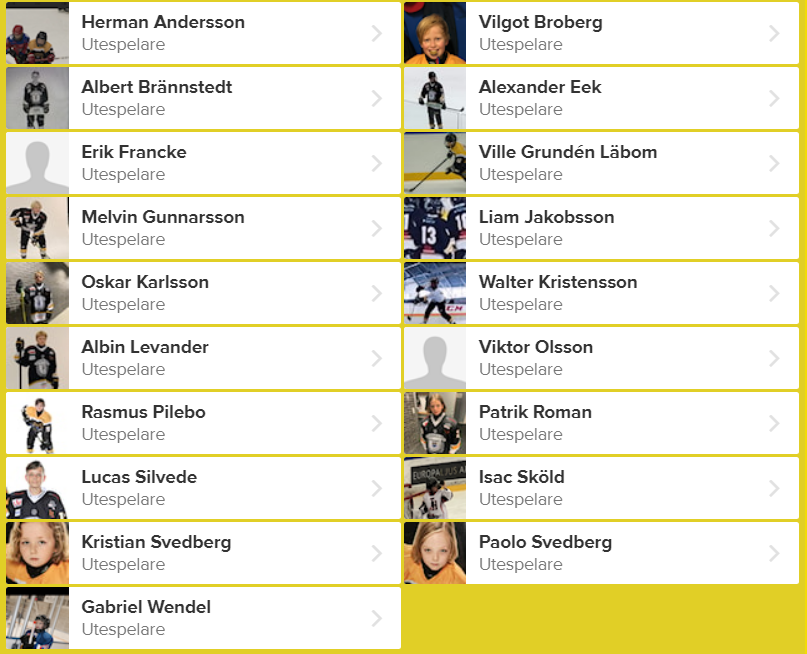 Herman Andersson
Utespelare
Vilgot Broberg
Utespelare
Albert Brännstedt
Utespelare
Alexander Eek
Utespelare
Erik Francke
Utespelare
Ville Grundén Läbom
Utespelare
Melvin Gunnarsson
Utespelare
Liam Jakobsson
Utespelare
13
Oskar Karlsson
Utespelare
Walter Kristensson
Utespelare
CM
Albin Levander
Utespelare
Viktor Olsson
Utespelare
Rasmus Pilebo
Utespelare
Patrik Roman
Utespelare
Lucas Silvede
Utespelare
Isac Sköld
Utespelare
Kristian Svedberg
Utespelare
Paolo Svedberg
Utespelare
Gabriel Wendel
Utespelare